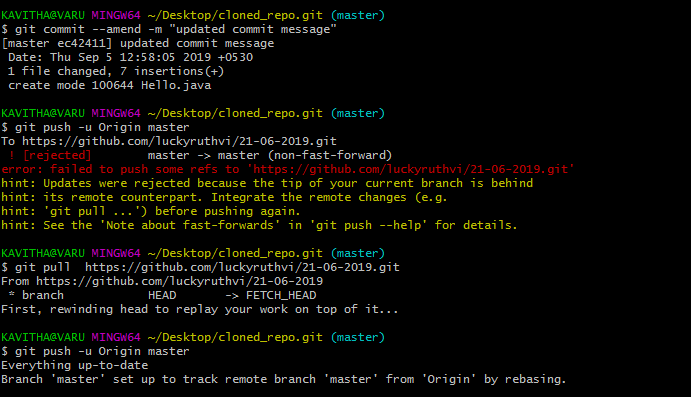 KAVITHA@VARU MINGW64 ~/Desktop/cloned_repo.git (master)
$ git commit --amend -m "updated commit message"
[master ec42411] updated commit message
 Date: Thu Sep 5 12:58:05 2019 +0530
 1 file changed, 7 insertions(+)
 create mode 100644 Hello.java
KAVITHA@VARU MINGW64 ~/Desktop/cloned_repo.git (master)
$ git push -u Origin master
To https://github.com/luckyruthvi/21-06-2019.git
 ! [rejected]        master -> master (non-fast-forward)
error: failed to push some refs to 'https://github.com/luckyruthvi/21-06-2019.git'
hint: Updates were rejected because the tip of your current branch is behind
hint: its remote counterpart. Integrate the remote changes (e.g.
hint: 'git pull ...') before pushing again.
hint: See the 'Note about fast-forwards' in 'git push --help' for details.
KAVITHA@VARU MINGW64 ~/Desktop/cloned_repo.git (master)
$ git pull  https://github.com/luckyruthvi/21-06-2019.git
From https://github.com/luckyruthvi/21-06-2019
 * branch            HEAD       -> FETCH_HEAD
First, rewinding head to replay your work on top of it...
KAVITHA@VARU MINGW64 ~/Desktop/cloned_repo.git (master)
$ git push -u Origin master
Everything up-to-date
Branch 'master' set up to track remote branch 'master' from 'Origin' by rebasing.